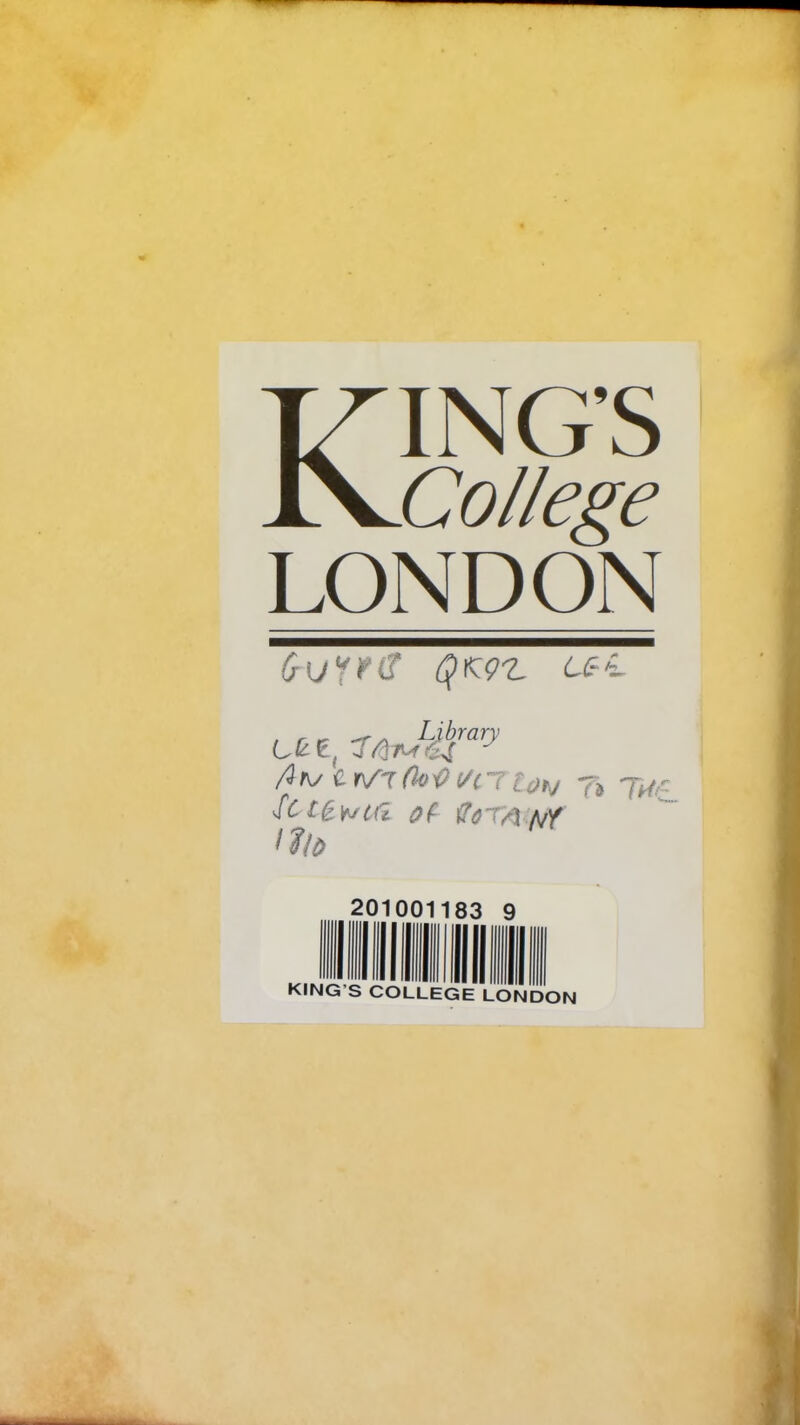 KING'S
College
LONDON
GUYS QK92 LEE
Library
LEE, JAMES
AN INTRODUCTION TO THE
SCIENCE OF BOTANY
1810
201001183 9
KING'S COLLEGE LONDON